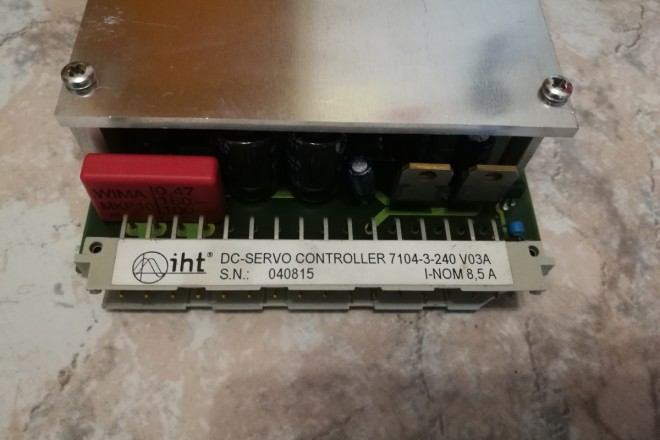 WIMA 0,47
iht® DC-SERVO CONTROLLER 7104-3-240 V03A
S.N.: 040815 I-NOM 8,5 A